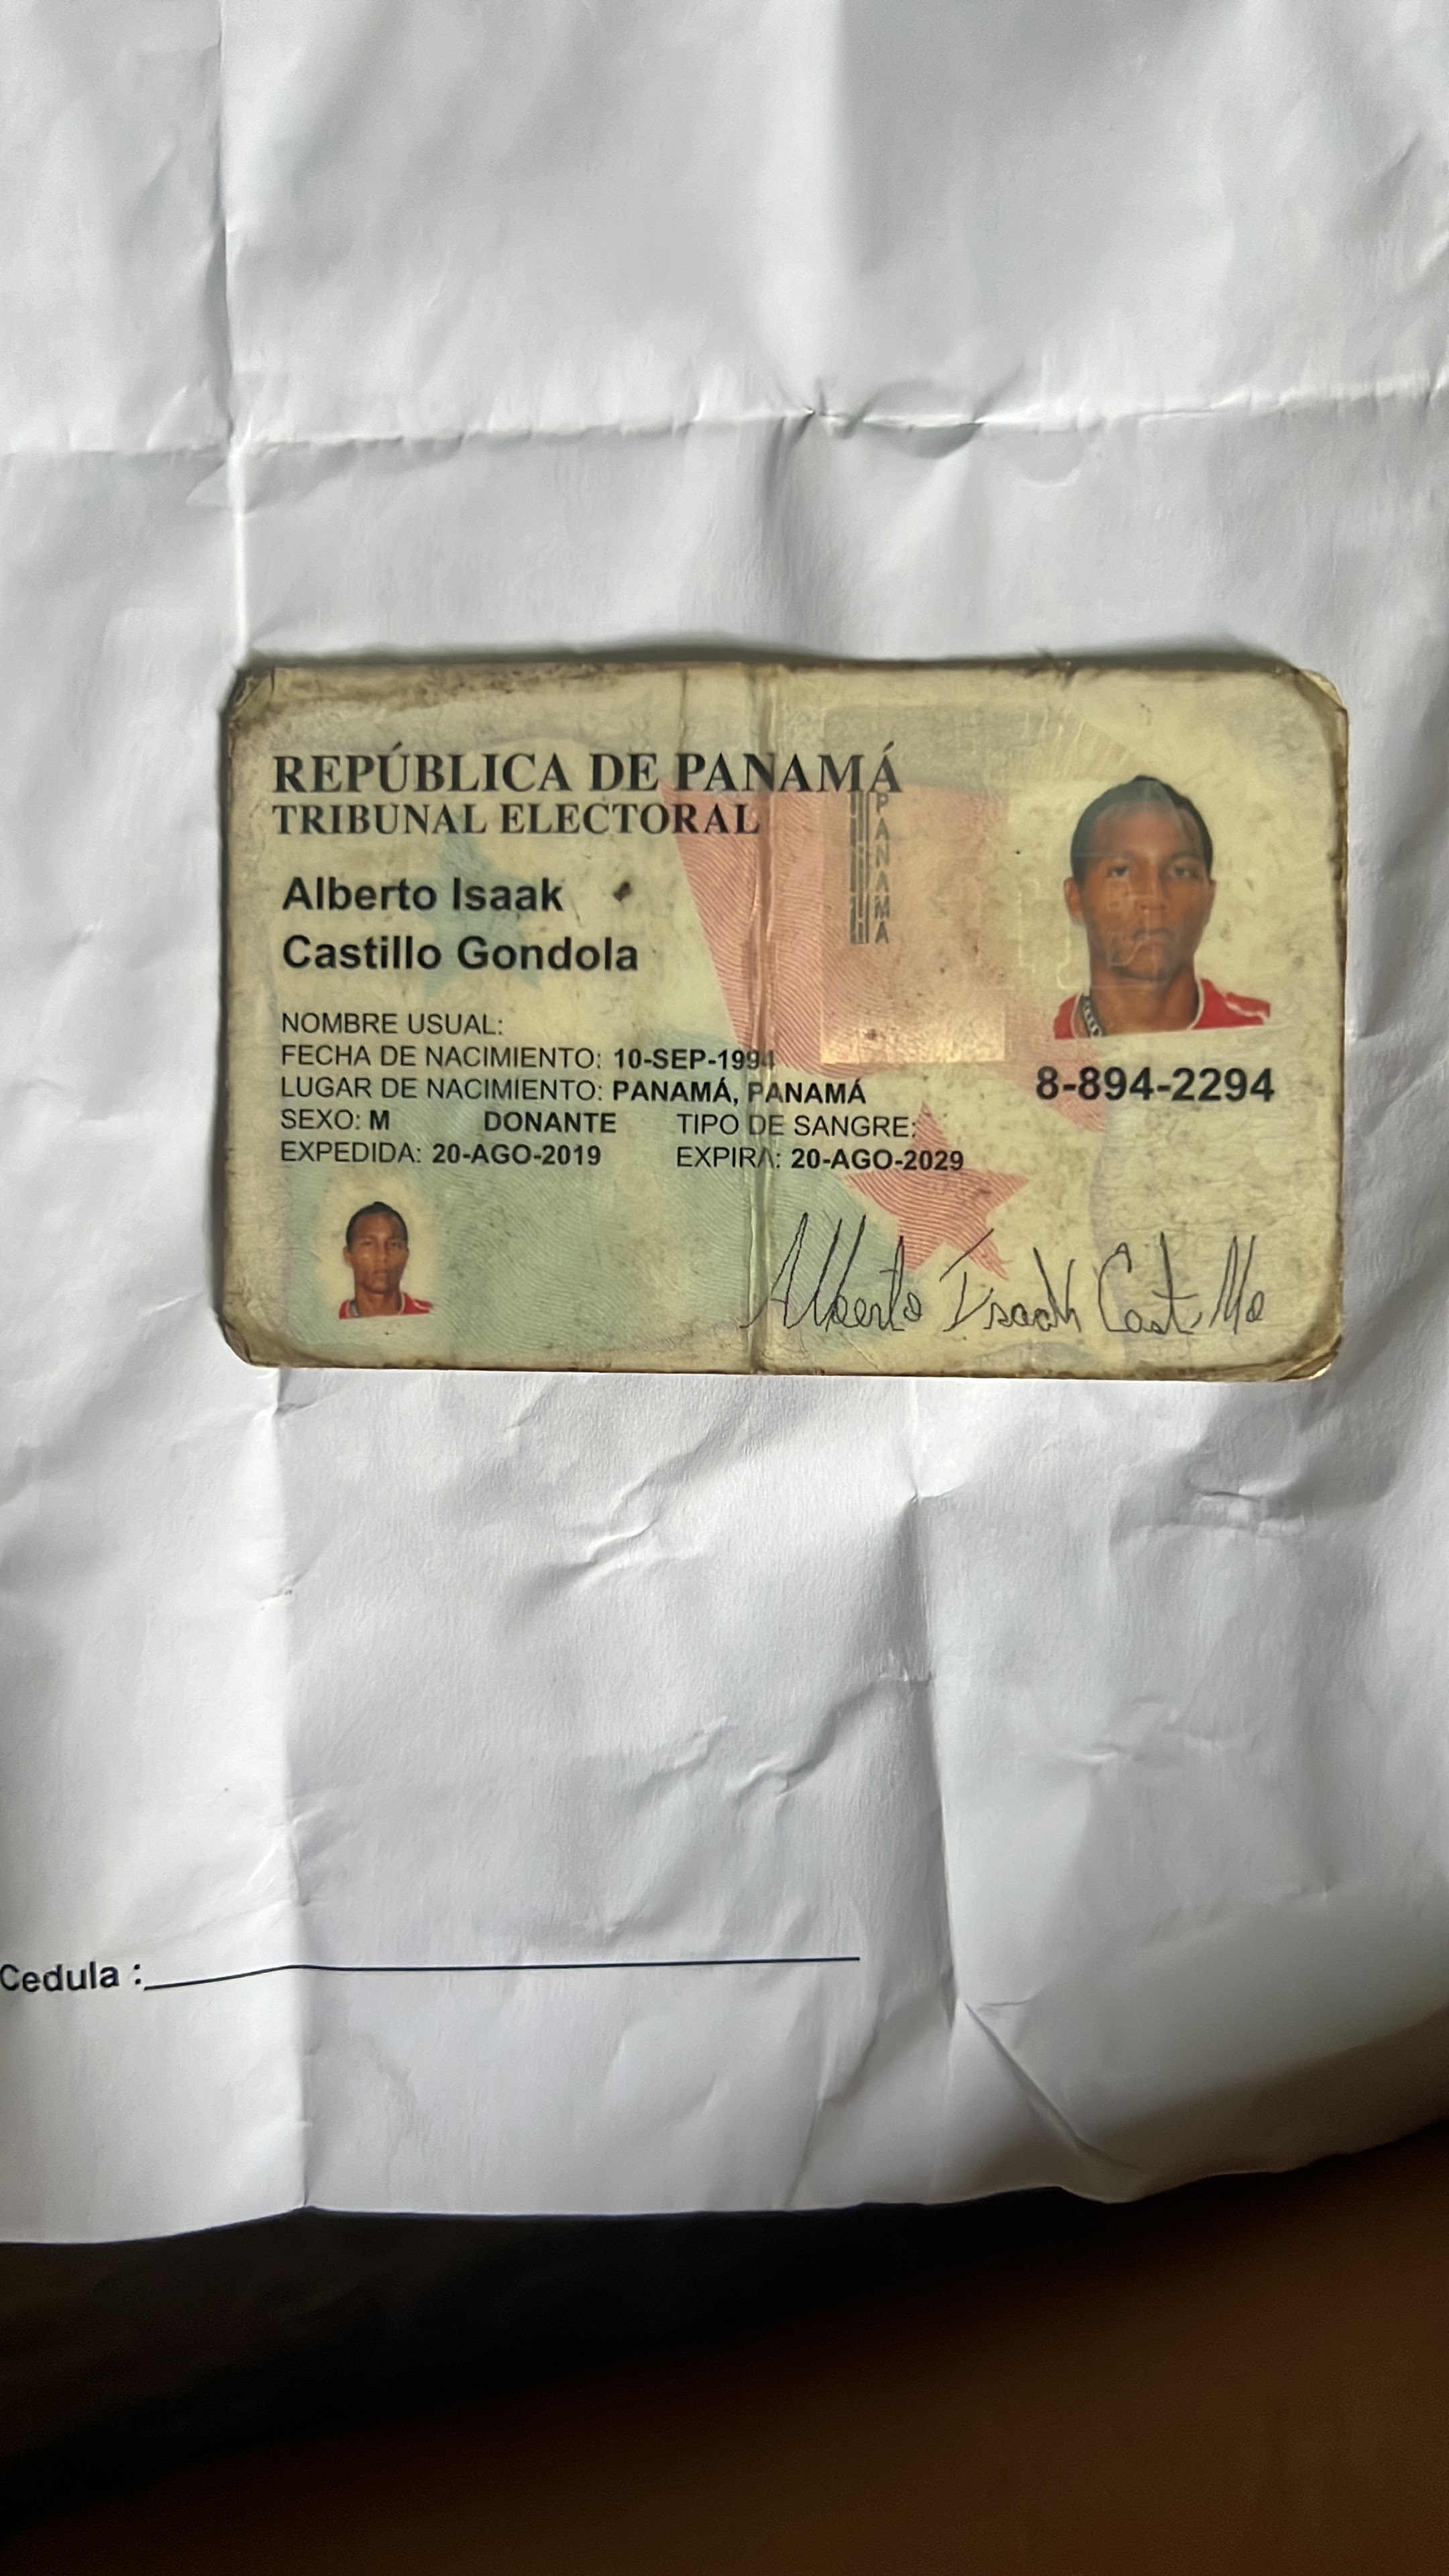 REPÚBLICA DE PANAMÁ
TRIBUNAL ELECTORAL
PANAMÁ
Alberto Isaak
Castillo Gondola
NOMBRE USUAL:
FECHA DE NACIMIENTO: 10-SEP-1994
LUGAR DE NACIMIENTO: PANAMÁ, PANAMÁ
SEXO: M DONANTE TIPO DE SANGRE:
EXPEDIDA: 20-AGO-2019 EXPIRA: 20-AGO-2029
8-894-2294
Alberto Isaak Castillo
Cedula :